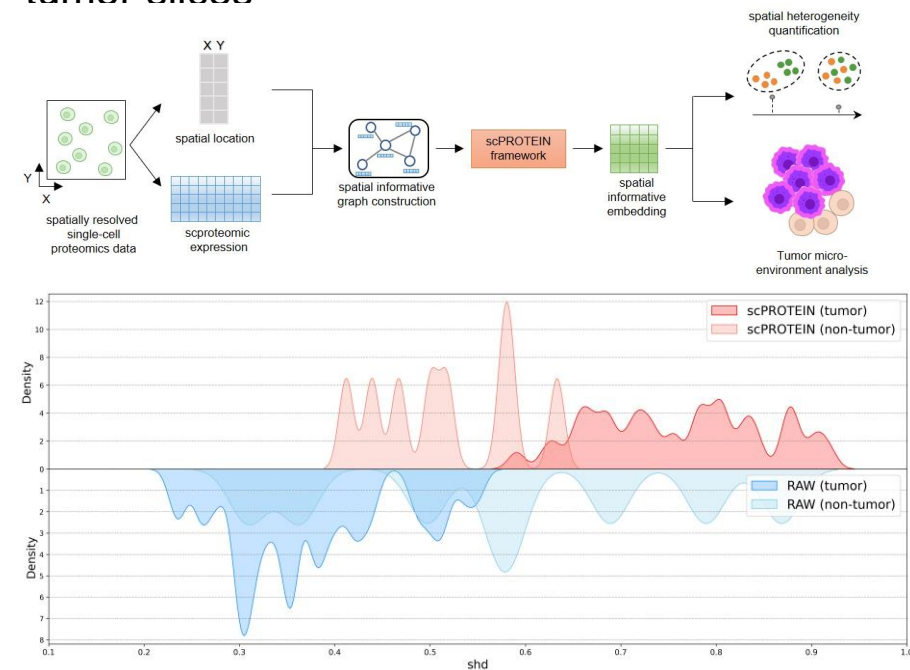 tumor slices
spatial heterogeneity
quantification
X Y
spatial location
scPROTEIN
framework
Y
X
spatial informative
graph construction
spatial
informative
embedding
spatially resolved
single-cell
proteomics data
scproteomic
expression
Tumor micro-
environment analysis
12
10
8
6
4
2
0
Density
scPROTEIN (tumor)
scPROTEIN (non-tumor)
1
2
3
4
5
6
7
8
Density
RAW (tumor)
RAW (non-tumor)
0.1
0.2
0.3
0.4
0.5
0.6
0.7
0.8
0.9
1.0
shd